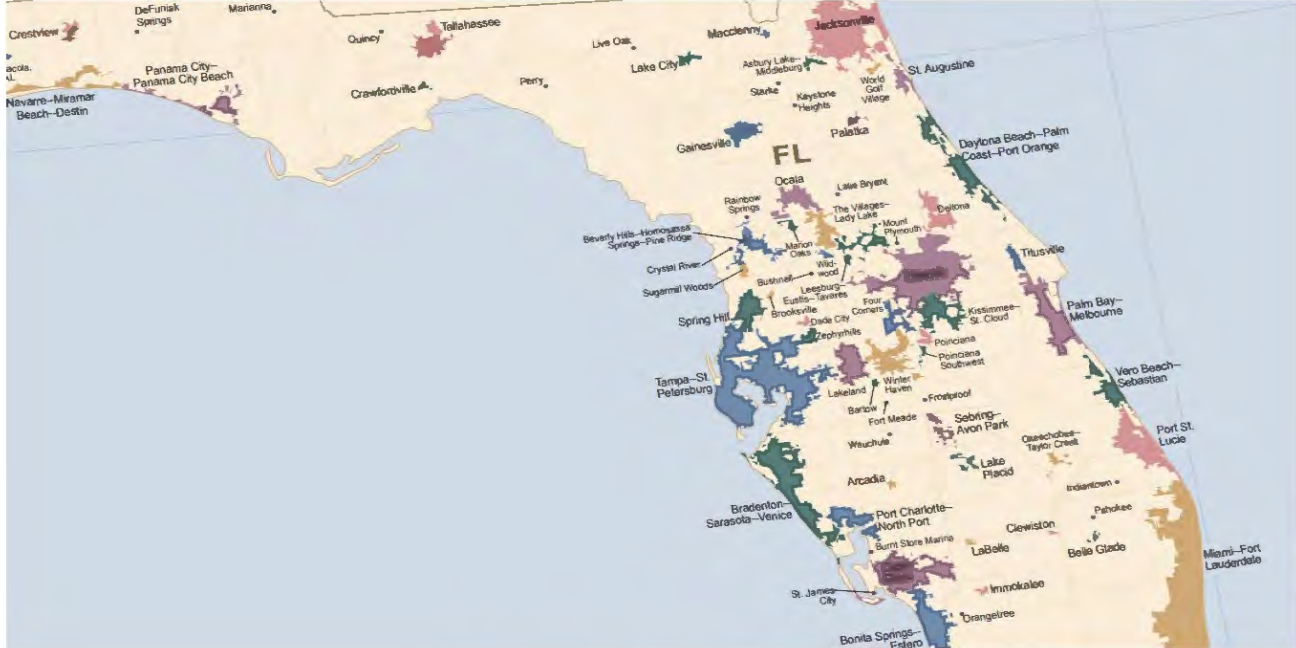 DeFuniak
Springs
Marianna
Crestview
Tallahassee
Quincy
Live Oak
Macclenny
Jacksonville
acola,
Panama City–
Panama City Beach
Lake City
Asbury Lake–
Middleburg
St. Augustine
Navarre–Miramar
Beach–Destin
Crawfordville
Perry
Starke
Keystone
Heights
World
Golf
Village
Palatka
Gainesville
FL
Daytona Beach–Palm
Coast–Port Orange
Ocala
Lake Bryant
Rainbow
Springs
The Villages–
Lady Lake
Deltona
Mount
Plymouth
Beverly Hills–Homosassa
Springs–Pine Ridge
Marion
Oaks
Titusville
Crystal River
Wild-
wood
Bushnell
Sugarmill Woods
Leesburg–
Eustis–Tavares
Brooksville
Four
Corners
Kissimmee–
St. Cloud
Palm Bay–
Melbourne
Spring Hill
Dade City
Zephyrhills
Poinciana
Poinciana
Southwest
Tampa–St.
Petersburg
Lakeland
Winter
Haven
Vero Beach–
Sebastian
Bartow
Frostproof
Fort Meade
Sebring–
Avon Park
Wauchula
Okeechobee–
Taylor Creek
Port St.
Lucie
Lake
Placid
Arcadia
Indiantown
Bradenton–
Sarasota–Venice
Port Charlotte–
North Port
Pahokee
Clewiston
Burnt Store Marina
LaBelle
Belle Glade
Miami–Fort
Lauderdale
St. James
City
Immokalee
Orangetree
Bonita Springs–
Estero